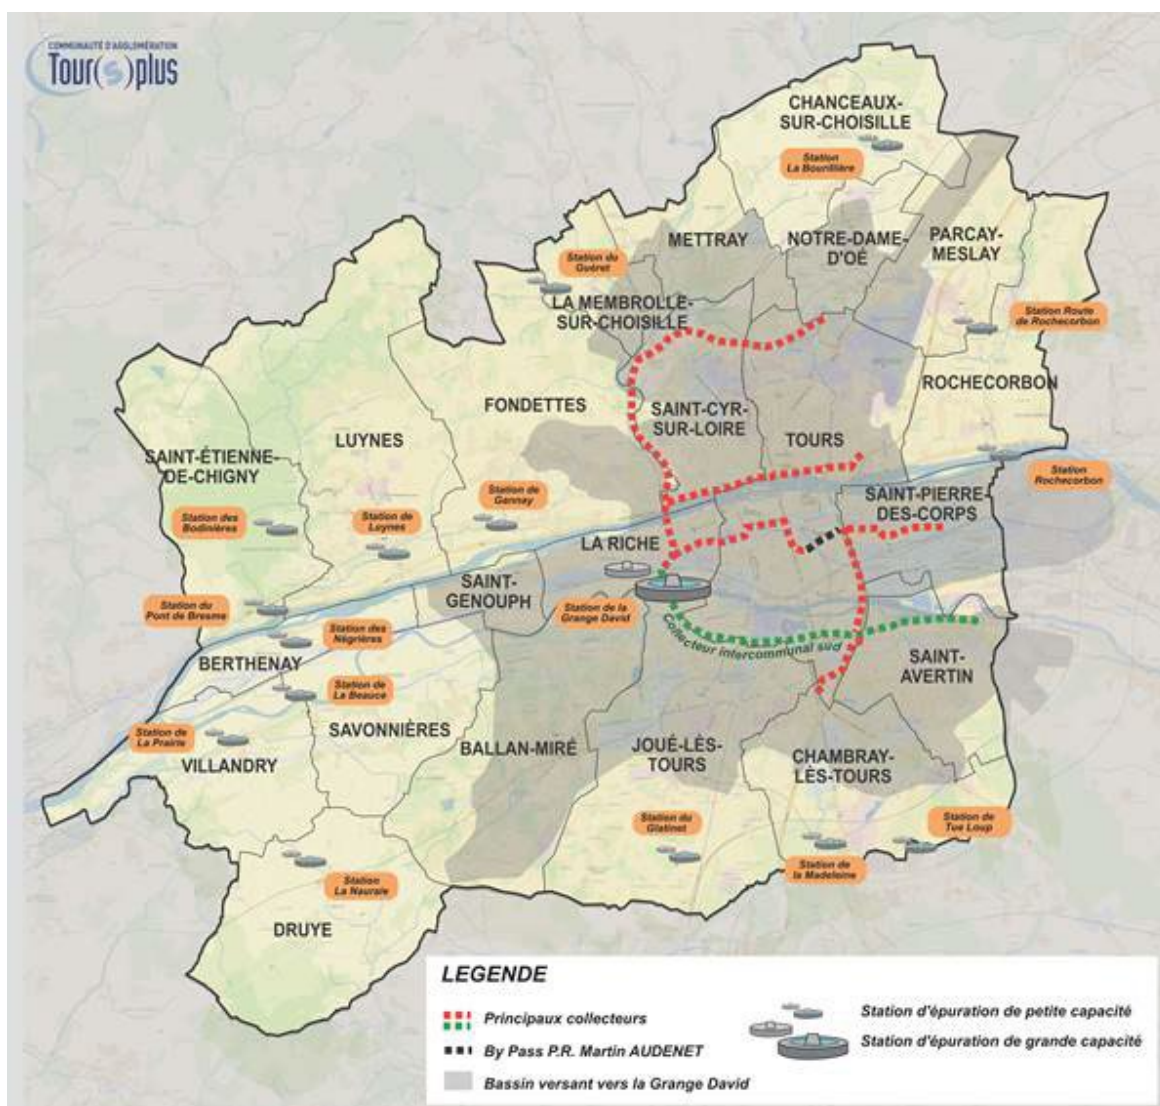 COMMUNAUTÉ D'AGGLOMÉRATION
Tour(s)plus
CHANCEAUX-
SUR-CHOISILLE
Station
La Bourillière
METTRAY
NOTRE-DAME-
D'OÉ
PARCAY-
MESLAY
Station du
Guéret
LA MEMBROLLE-
SUR-CHOISILLE
Station Route
de Rochecorbon
ROCHECORBON
FONDETTES
SAINT-CYR-
SUR-LOIRE
TOURS
LUYNES
SAINT-ÉTIENNE-
DE-CHIGNY
Station
Rochecorbon
Station de
Gannay
SAINT-PIERRE-
DES-CORPS
Station des
Bodinières
Station de
Luynes
LA RICHE
SAINT-
GENOUPH
Station du
Pont de Bresme
Station de la
Grange David
Station des
Négrières
Collecteur intercommunal sud
BERTHENAY
SAINT-
AVERTIN
Station de
La Beauce
Station de
La Prairie
SAVONNIÈRES
BALLAN-MIRÉ
JOUÉ-LÈS-
TOURS
CHAMBRAY-
LÈS-TOURS
VILLANDRY
Station du
Glatinet
Station de
Tue Loup
Station de
la Madeleine
Station
La Nauraie
DRUYE
LEGENDE
Principaux collecteurs
By Pass P.R. Martin AUDENET
Bassin versant vers la Grange David
Station d'épuration de petite capacité
Station d'épuration de grande capacité